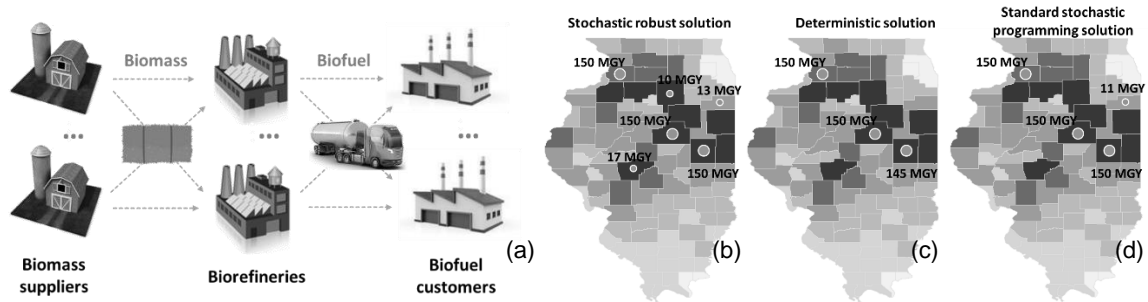 Biomass
Biofuel
Biomass
suppliers
Biorefineries
Biofuel
customers
(a)
Stochastic robust solution
150 MGY
10 MGY
13 MGY
150 MGY
17 MGY
150 MGY
(b)
Deterministic solution
150 MGY
150 MGY
145 MGY
(c)
Standard stochastic
programming solution
150 MGY
11 MGY
150 MGY
150 MGY
(d)